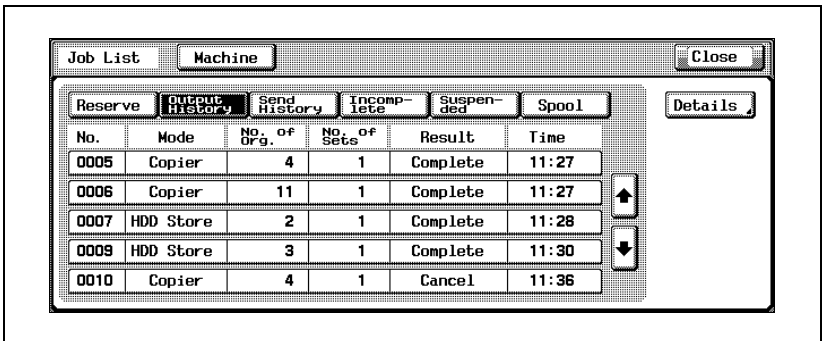 Job List Machine Close
Reserve Output History Send History Incomp-lete Suspen-ded Spool Details
No. Mode No. of Org. No. of Sets Result Time
0005 Copier 4 1 Complete 11:27
0006 Copier 11 1 Complete 11:27
0007 HDD Store 2 1 Complete 11:28
0009 HDD Store 3 1 Complete 11:30
0010 Copier 4 1 Cancel 11:36